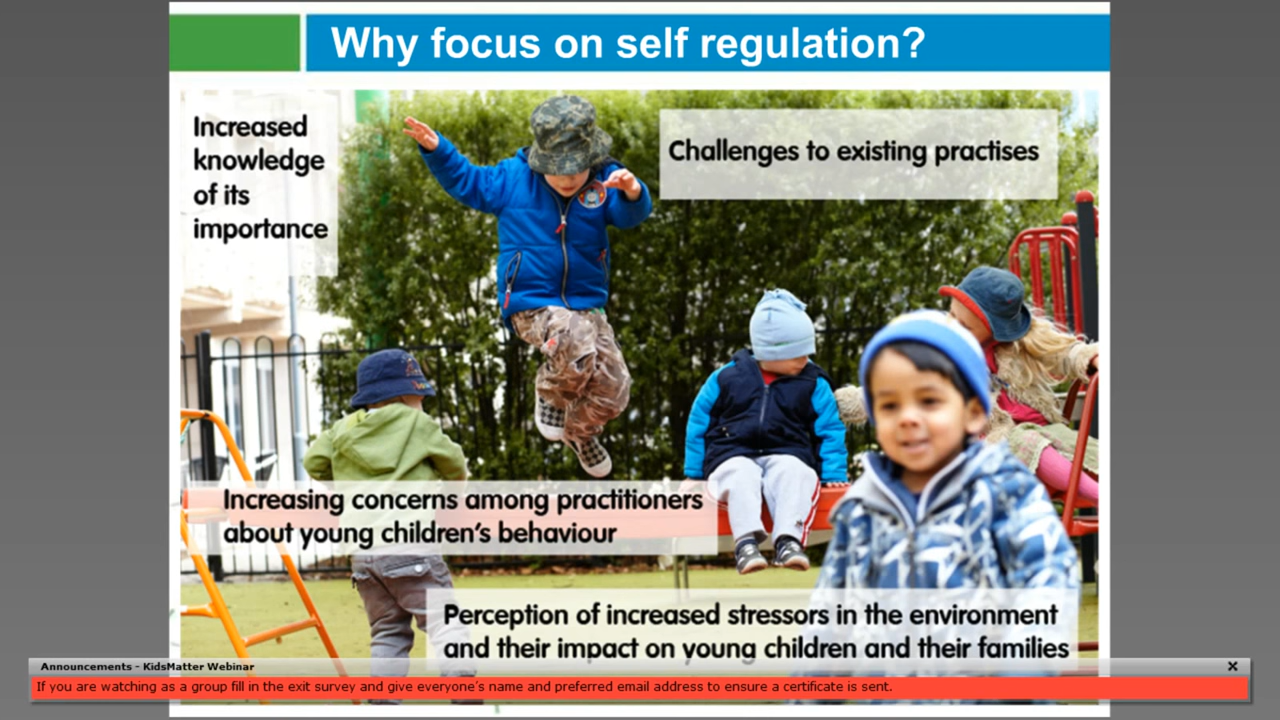 Why focus on self regulation?
Increased
knowledge
of its
importance
Challenges to existing practises
Increasing concerns among practitioners
about young children's behaviour
Perception of increased stressors in the environment
and their impact on young children and their families
Announcements - KidsMatter Webinar
If you are watching as a group fill in the exit survey and give everyone's name and preferred email address to ensure a certificate is sent.